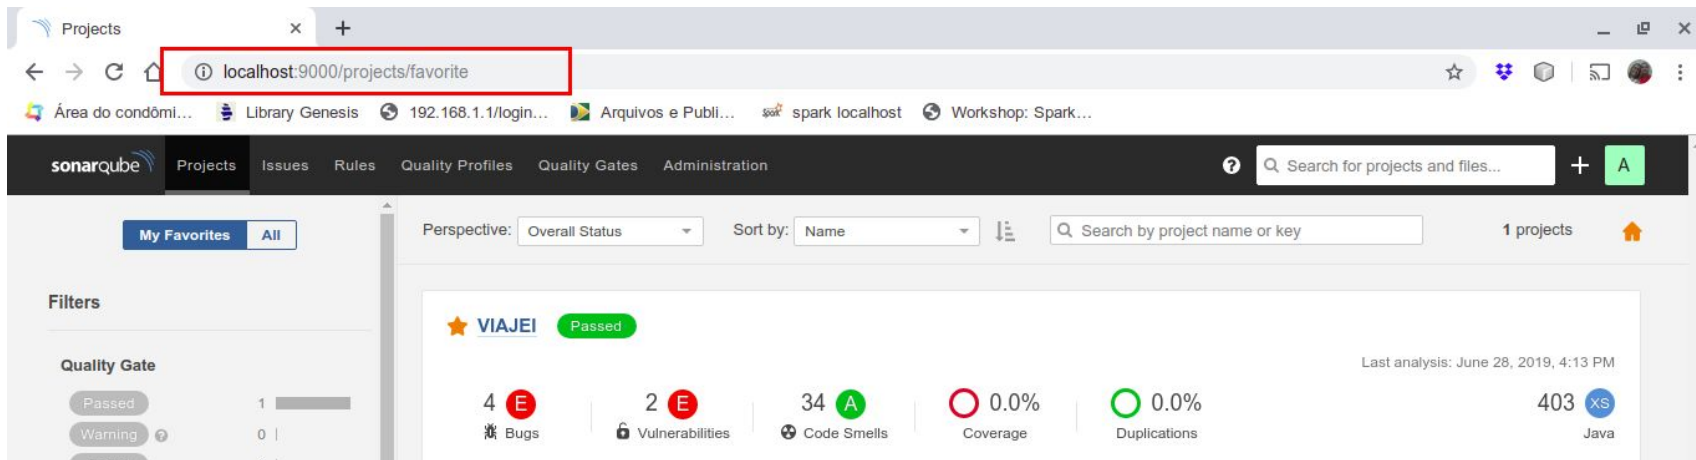 Projects
localhost:9000/projects/favorite
Área do condômi... Library Genesis 192.168.1.1/login... Arquivos e Publi... spark localhost Workshop: Spark...
sonarqube Projects Issues Rules Quality Profiles Quality Gates Administration Search for projects and files... A
My Favorites All Perspective: Overall Status Sort by: Name Search by project name or key 1 projects
Filters
VIAJEI Passed
Quality Gate Last analysis: June 28, 2019, 4:13 PM
Passed 1 4 E 2 E 34 A 0.0% 0.0% 403 XS
Warning 0 Bugs Vulnerabilities Code Smells Coverage Duplications Java